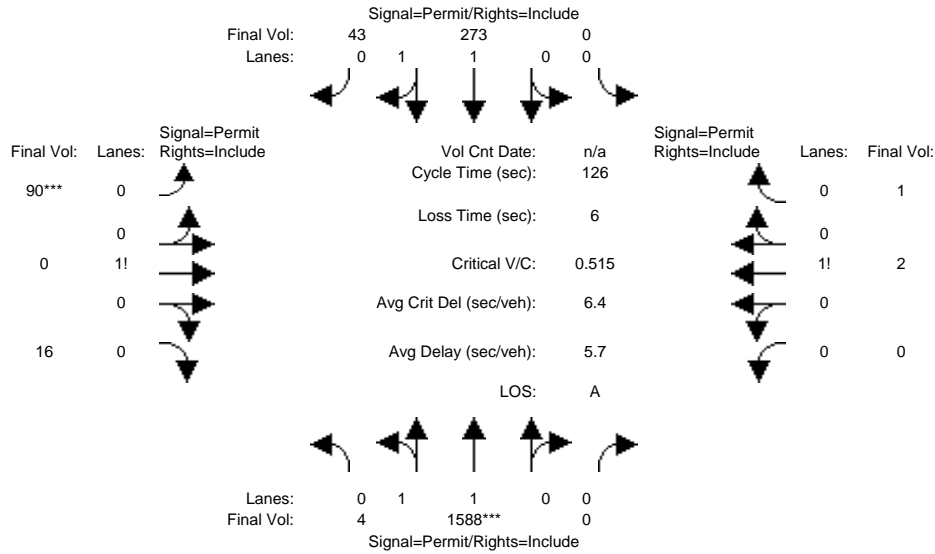 Signal=Permit/Rights=Include
Final Vol: 43 273 0
Lanes: 0 1 1 0 0
Signal=Permit Signal=Permit
Final Vol: Lanes: Rights=Include Vol Cnt Date: n/a Rights=Include Lanes: Final Vol:
Cycle Time (sec): 126
90*** 0 0 1
Loss Time (sec): 6
0 0
0 1! Critical V/C: 0.515 1! 2
0 Avg Crit Del (sec/veh): 6.4 0
16 0 Avg Delay (sec/veh): 5.7 0 0
LOS: A
Lanes: 0 1 1 0 0
Final Vol: 4 1588*** 0
Signal=Permit/Rights=Include